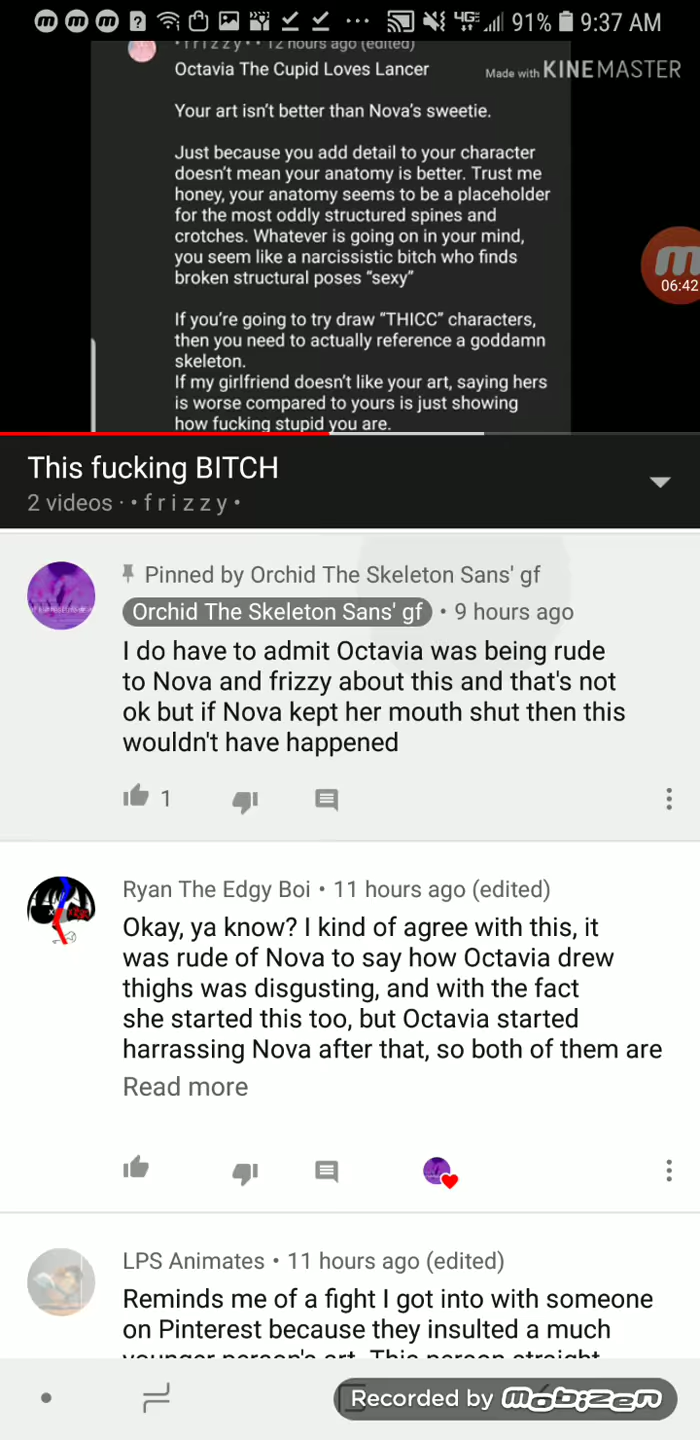 4G 91% 9:37 AM
• f r i z z y • • 12 hours ago (edited)
Octavia The Cupid Loves Lancer
Made with KINEMASTER
Your art isn't better than Nova's sweetie.
Just because you add detail to your character
doesn't mean your anatomy is better. Trust me
honey, your anatomy seems to be a placeholder
for the most oddly structured spines and
crotches. Whatever is going on in your mind,
you seem like a narcissistic bitch who finds
broken structural poses “sexy”
06:42
If you're going to try draw “THICC” characters,
then you need to actually reference a goddamn
skeleton.
If my girlfriend doesn't like your art, saying hers
is worse compared to yours is just showing
how fucking stupid you are.
This fucking BITCH
2 videos · • f r i z z y •
Pinned by Orchid The Skeleton Sans' gf
Orchid The Skeleton Sans' gf • 9 hours ago
I do have to admit Octavia was being rude
to Nova and frizzy about this and that's not
ok but if Nova kept her mouth shut then this
wouldn't have happened
1
Ryan The Edgy Boi • 11 hours ago (edited)
Okay, ya know? I kind of agree with this, it
was rude of Nova to say how Octavia drew
thighs was disgusting, and with the fact
she started this too, but Octavia started
harrassing Nova after that, so both of them are
Read more
LPS Animates • 11 hours ago (edited)
Reminds me of a fight I got into with someone
on Pinterest because they insulted a much
younger person's art. This person straight
Recorded by mobizen